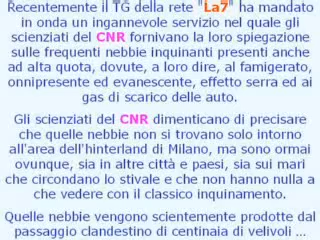 Recentemente il TG della rete "La7" ha mandato
in onda un ingannevole servizio nel quale gli
scienziati del CNR fornivano la loro spiegazione
sulle frequenti nebbie inquinanti presenti anche
ad alta quota, dovute, a loro dire, al famigerato,
onnipresente ed evanescente, effetto serra ed ai
gas di scarico delle auto.
Gli scienziati del CNR dimenticano di precisare
che quelle nebbie non si trovano solo intorno
all'area dell'hinterland di Milano, ma sono ormai
ovunque, sia in altre città e paesi, sia sui mari
che circondano lo stivale e che non hanno nulla a
che vedere con il classico inquinamento.
Quelle nebbie vengono scientemente prodotte dal
passaggio clandestino di centinaia di velivoli ...